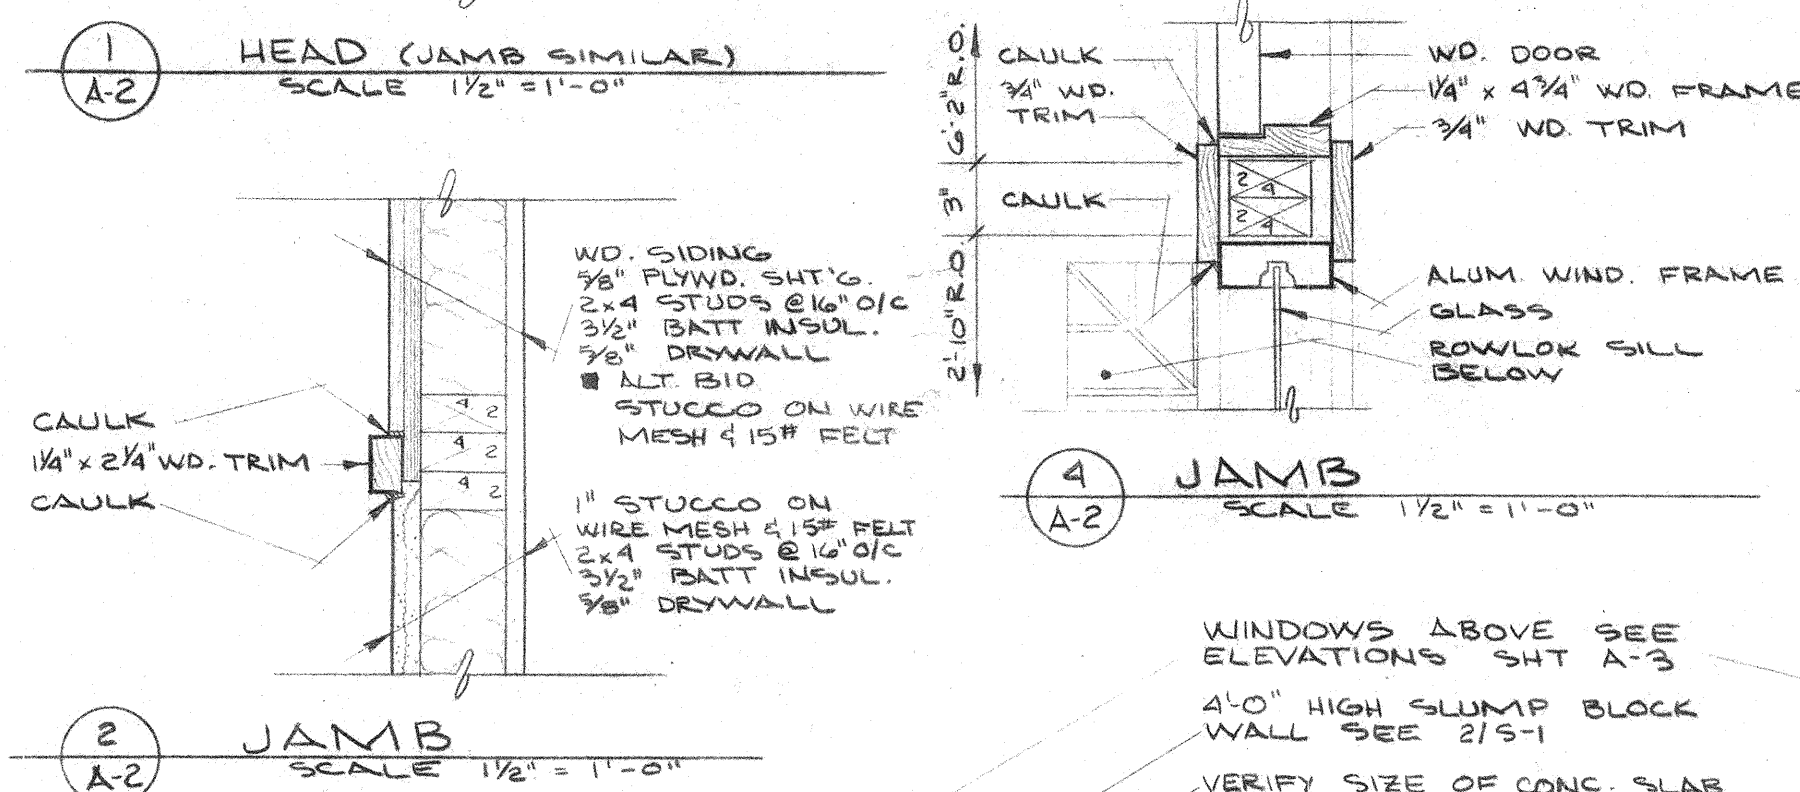 1
A-2
HEAD (JAMB SIMILAR)
SCALE 1½" = 1'-0"
WD. SIDING
5/8" PLYWD. SHT'G.
2x4 STUDS @ 16" O/C
3½" BATT INSUL.
5/8" DRYWALL
■ ALT. BID
STUCCO ON WIRE
MESH & 15# FELT
CAULK
1¼" x 2¼" WD. TRIM
CAULK
4 2
4 2
4 2
1" STUCCO ON
WIRE MESH & 15# FELT
2x4 STUDS @ 16" O/C
3½" BATT INSUL.
5/8" DRYWALL
2
A-2
JAMB
SCALE 1½" = 1'-0"
6'-2" R.O.
3"
2'-10" R.O.
CAULK
3/4" WD.
TRIM
CAULK
2 4
2 4
WD. DOOR
1¼" x 4¾" WD. FRAME
3/4" WD. TRIM
ALUM. WIND. FRAME
GLASS
ROWLOK SILL
BELOW
4
A-2
JAMB
SCALE 1½" = 1'-0"
WINDOWS ABOVE SEE
ELEVATIONS SHT A-3
4'-0" HIGH SLUMP BLOCK
WALL SEE 2/S-1
VERIFY SIZE OF CONC. SLAB